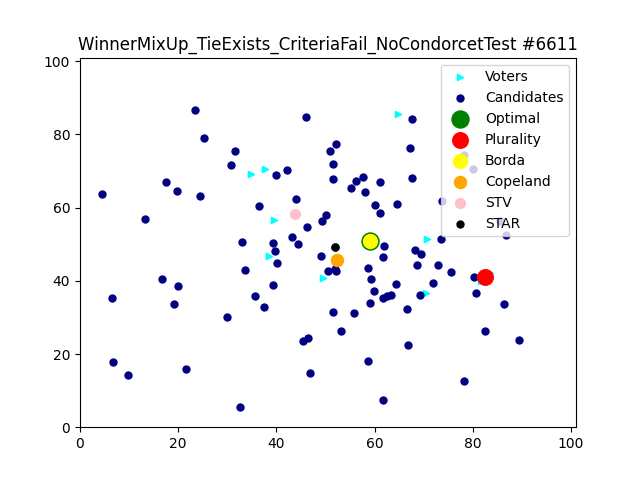 WinnerMixUp_TieExists_CriteriaFail_NoCondorcetTest #6611
100
80
60
40
20
0
0 20 40 60 80 100
Voters
Candidates
Optimal
Plurality
Borda
Copeland
STV
STAR